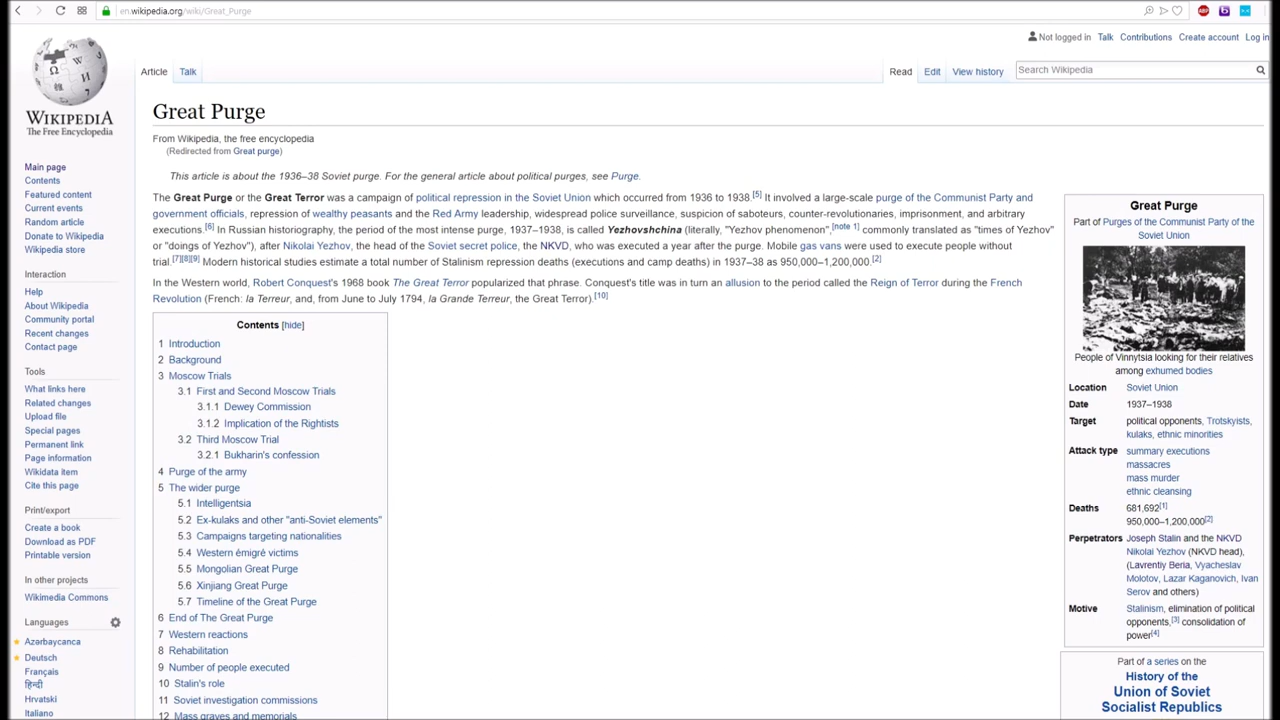 en.wikipedia.org/wiki/Great_Purge
Not logged in Talk Contributions Create account Log in
Article Talk Read Edit View history Search Wikipedia
WIKIPEDIA
The Free Encyclopedia
Main page
Contents
Featured content
Current events
Random article
Donate to Wikipedia
Wikipedia store
Interaction
Help
About Wikipedia
Community portal
Recent changes
Contact page
Tools
What links here
Related changes
Upload file
Special pages
Permanent link
Page information
Wikidata item
Cite this page
Print/export
Create a book
Download as PDF
Printable version
In other projects
Wikimedia Commons
Languages
Azərbaycanca
Deutsch
Français
हिन्दी
Hrvatski
Italiano
Great Purge
From Wikipedia, the free encyclopedia
(Redirected from Great purge)
This article is about the 1936–38 Soviet purge. For the general article about political purges, see Purge.
The Great Purge or the Great Terror was a campaign of political repression in the Soviet Union which occurred from 1936 to 1938.[5] It involved a large-scale purge of the Communist Party and
government officials, repression of wealthy peasants and the Red Army leadership, widespread police surveillance, suspicion of saboteurs, counter-revolutionaries, imprisonment, and arbitrary
executions.[6] In Russian historiography, the period of the most intense purge, 1937–1938, is called Yezhovshchina (literally, "Yezhov phenomenon",[note 1] commonly translated as "times of Yezhov"
or "doings of Yezhov"), after Nikolai Yezhov, the head of the Soviet secret police, the NKVD, who was executed a year after the purge. Mobile gas vans were used to execute people without
trial.[7][8][9] Modern historical studies estimate a total number of Stalinism repression deaths (executions and camp deaths) in 1937–38 as 950,000–1,200,000.[2]
In the Western world, Robert Conquest's 1968 book The Great Terror popularized that phrase. Conquest's title was in turn an allusion to the period called the Reign of Terror during the French
Revolution (French: la Terreur, and, from June to July 1794, la Grande Terreur, the Great Terror).[10]
Contents [hide]
1 Introduction
2 Background
3 Moscow Trials
3.1 First and Second Moscow Trials
3.1.1 Dewey Commission
3.1.2 Implication of the Rightists
3.2 Third Moscow Trial
3.2.1 Bukharin's confession
4 Purge of the army
5 The wider purge
5.1 Intelligentsia
5.2 Ex-kulaks and other "anti-Soviet elements"
5.3 Campaigns targeting nationalities
5.4 Western émigré victims
5.5 Mongolian Great Purge
5.6 Xinjiang Great Purge
5.7 Timeline of the Great Purge
6 End of The Great Purge
7 Western reactions
8 Rehabilitation
9 Number of people executed
10 Stalin's role
11 Soviet investigation commissions
12 Mass graves and memorials
Great Purge
Part of Purges of the Communist Party of the
Soviet Union
People of Vinnytsia looking for their relatives
among exhumed bodies
Location Soviet Union
Date 1937–1938
Target political opponents, Trotskyists,
kulaks, ethnic minorities
Attack type summary executions
massacres
mass murder
ethnic cleansing
Deaths 681,692[1]
950,000–1,200,000[2]
Perpetrators Joseph Stalin and the NKVD
Nikolai Yezhov (NKVD head),
(Lavrentiy Beria, Vyacheslav
Molotov, Lazar Kaganovich, Ivan
Serov and others)
Motive Stalinism, elimination of political
opponents,[3] consolidation of
power[4]
Part of a series on the
History of the
Union of Soviet
Socialist Republics